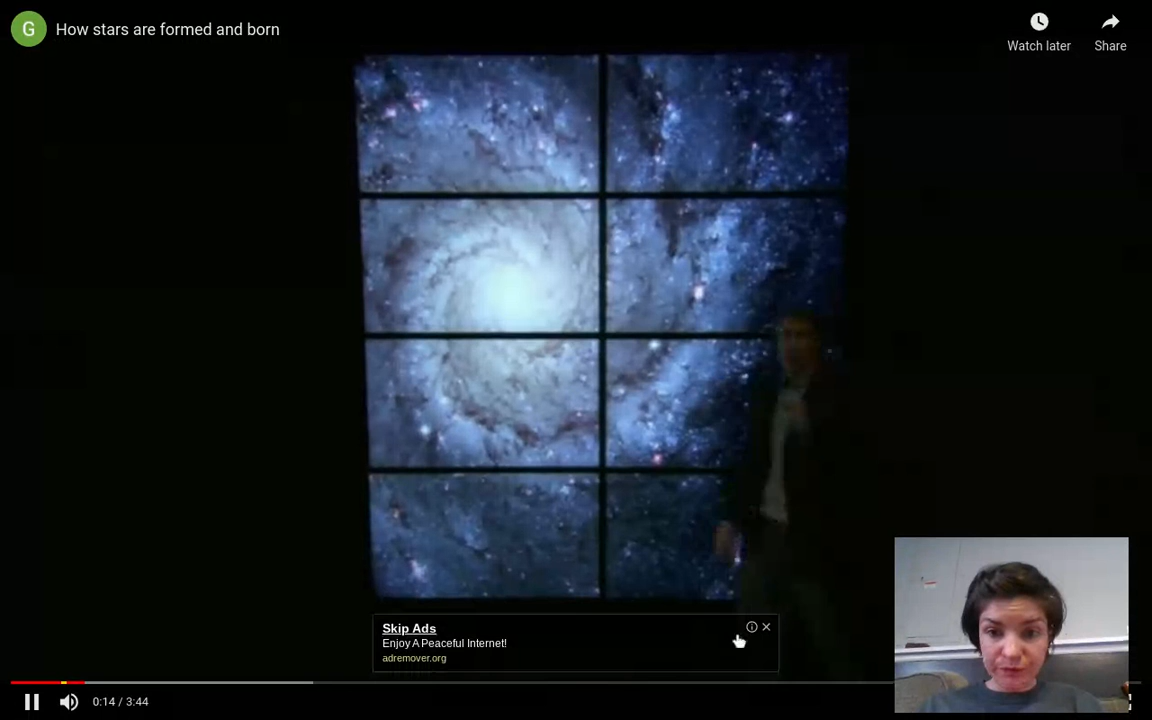 G
How stars are formed and born
Watch later
Share
Skip Ads
Enjoy A Peaceful Internet!
adremover.org
0:14 / 3:44